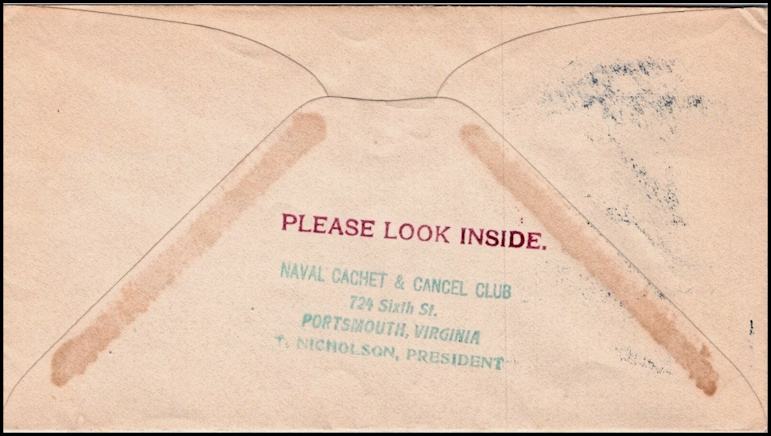 PLEASE LOOK INSIDE.
NAVAL CACHET & CANCEL CLUB
724 Sixth St.
PORTSMOUTH, VIRGINIA
T. NICHOLSON, PRESIDENT